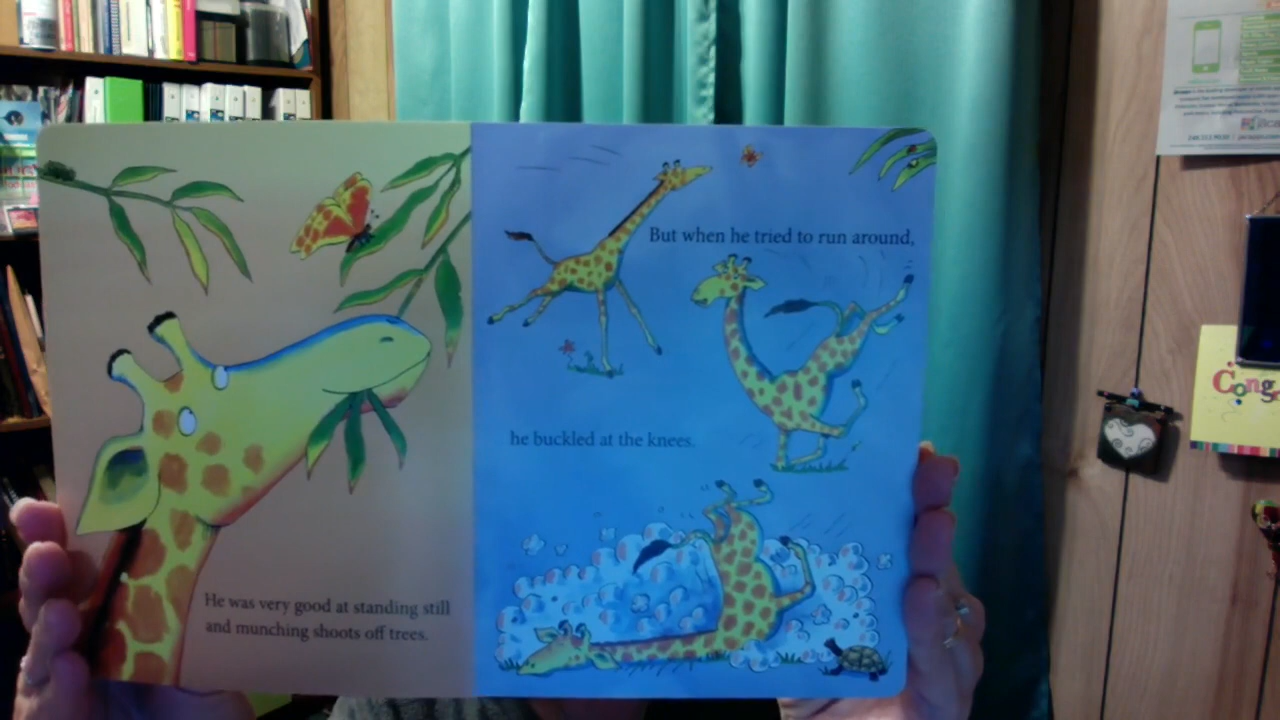 He was very good at standing still
and munching shoots off trees.
But when he tried to run around,
he buckled at the knees.